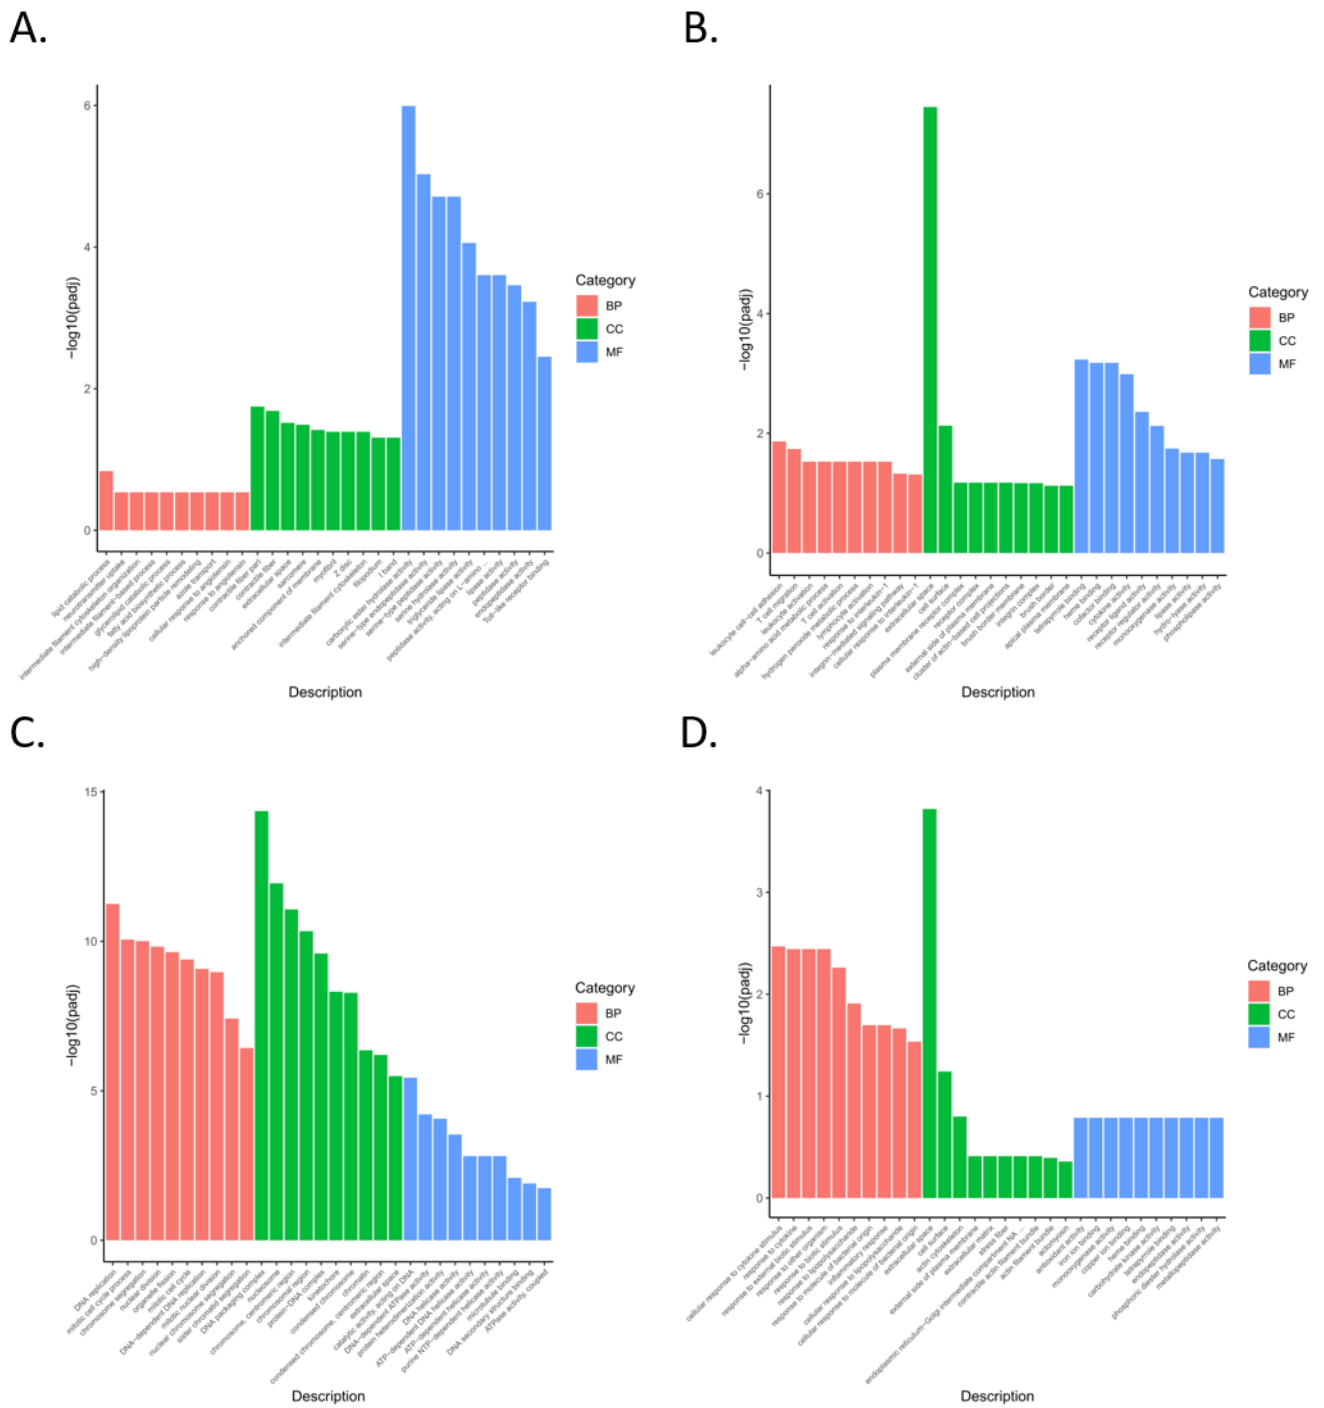 A.
6
4
2
0
−log10(padj)
Category
BP
CC
MF
lipid catabolic process
neurotransmitter uptake
intermediate filament cytoskeleton organization
intermediate filament−based process
glycerolipid catabolic process
fatty acid biosynthetic process
high−density lipoprotein particle remodeling
azole transport
cellular response to angiotensin
response to angiotensin
contractile fiber part
contractile fiber
extracellular space
sarcomere
anchored component of membrane
myofibril
Z disc
intermediate filament cytoskeleton
filopodium
I band
carboxylic ester hydrolase activity
serine−type endopeptidase activity
serine−type peptidase activity
serine hydrolase activity
triglyceride lipase activity
peptidase activity, acting on L−amino ...
lipase activity
peptidase activity
endopeptidase activity
Toll−like receptor binding
Description
B.
6
4
2
0
−log10(padj)
Category
BP
CC
MF
leukocyte cell−cell adhesion
T cell migration
leukocyte activation
alpha−amino acid metabolic process
T cell activation
hydrogen peroxide metabolic process
lymphocyte activation
response to interleukin−1
integrin−mediated signaling pathway
cellular response to interleukin−1
extracellular space
cell surface
plasma membrane receptor complex
receptor complex
external side of plasma membrane
cluster of actin−based cell projections
brush border membrane
integrin complex
brush border
apical plasma membrane
tetrapyrrole binding
heme binding
cofactor binding
cytokine activity
receptor ligand activity
receptor regulator activity
monooxygenase activity
lyase activity
hydro−lyase activity
phospholipase activity
Description
C.
15
10
5
0
−log10(padj)
Category
BP
CC
MF
DNA replication
mitotic cell cycle process
chromosome segregation
nuclear division
organelle fission
mitotic cell cycle
DNA−dependent DNA replication
mitotic nuclear division
nuclear chromosome segregation
sister chromatid segregation
DNA packaging complex
nucleosome
chromosome, centromeric region
chromosomal region
protein−DNA complex
kinetochore
condensed chromosome
chromatin
condensed chromosome, centromeric region
extracellular space
catalytic activity, acting on DNA
DNA−dependent ATPase activity
protein heterodimerization activity
DNA helicase activity
ATP−dependent DNA helicase activity
ATP−dependent helicase activity
purine NTP−dependent helicase activity
microtubule binding
DNA secondary structure binding
ATPase activity, coupled
Description
D.
4
3
2
1
0
−log10(padj)
Category
BP
CC
MF
cellular response to cytokine stimulus
response to cytokine
response to external biotic stimulus
response to other organism
response to biotic stimulus
response to lipopolysaccharide
response to molecule of bacterial origin
inflammatory response
cellular response to lipopolysaccharide
cellular response to molecule of bacterial origin
extracellular space
cell surface
actin cytoskeleton
external side of plasma membrane
extracellular matrix
stress fiber
endoplasmic reticulum−Golgi intermediate compartment NA ...
contractile actin filament bundle
actin filament bundle
actomyosin
antioxidant activity
iron ion binding
monooxygenase activity
copper ion binding
heme binding
carbohydrate kinase activity
tetrapyrrole binding
endopeptidase activity
phosphoric diester hydrolase activity
metallopeptidase activity
Description